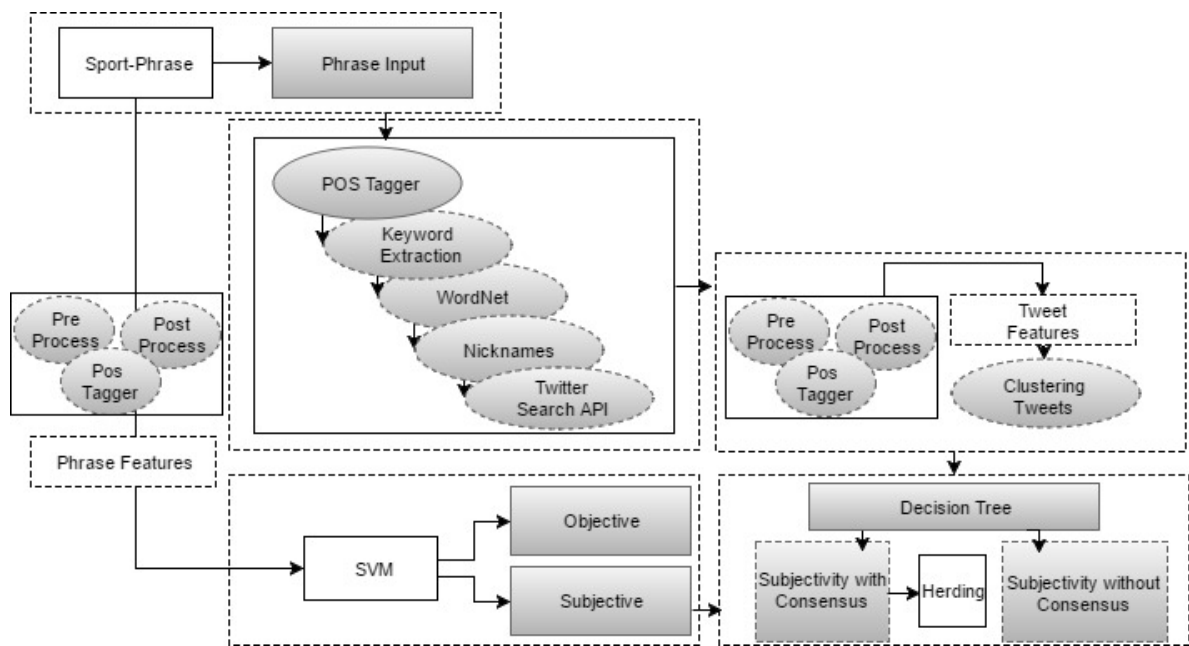 Sport-Phrase
Phrase Input
POS Tagger
Keyword
Extraction
WordNet
Nicknames
Twitter
Search API
Pre
Process
Post
Process
Pos
Tagger
Phrase Features
Pre
Process
Post
Process
Pos
Tagger
Tweet
Features
Clustering
Tweets
SVM
Objective
Subjective
Decision Tree
Subjectivity with
Consensus
Herding
Subjectivity without
Consensus